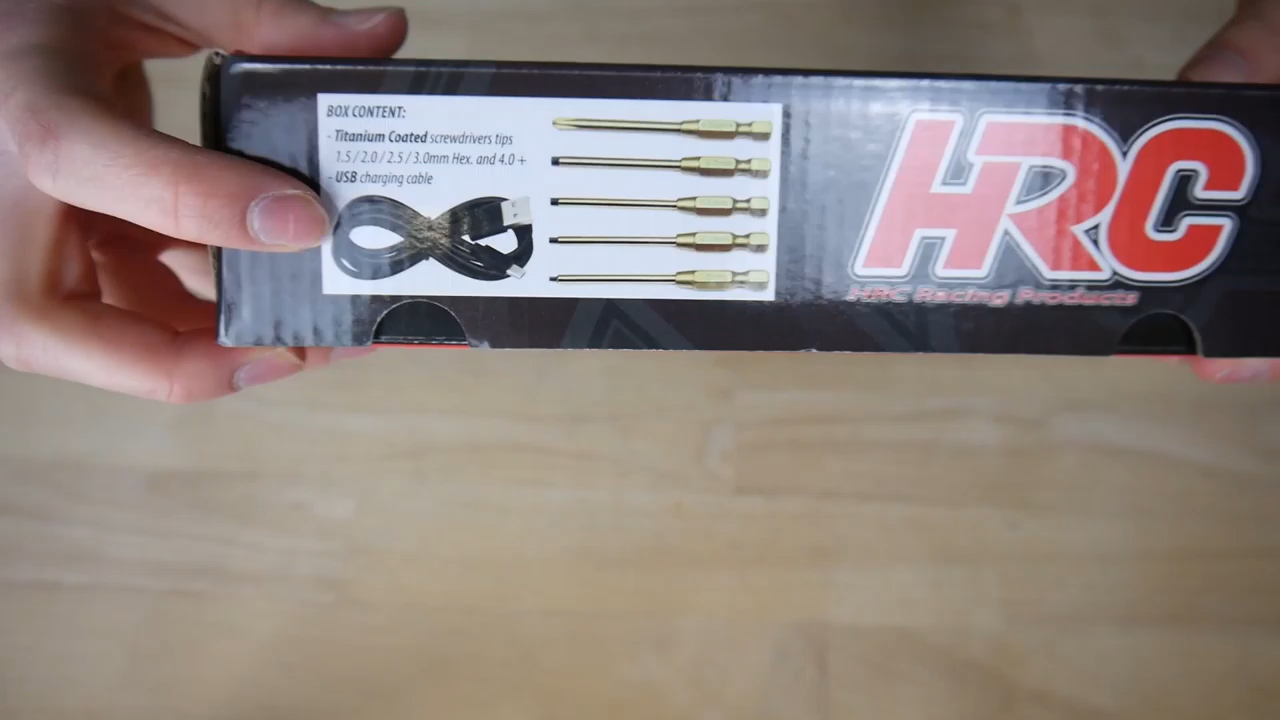 BOX CONTENT:
- Titanium Coated screwdrivers tips
1.5 / 2.0 / 2.5 / 3.0mm Hex. and 4.0 +
- USB charging cable
HRC
HRC Racing Products